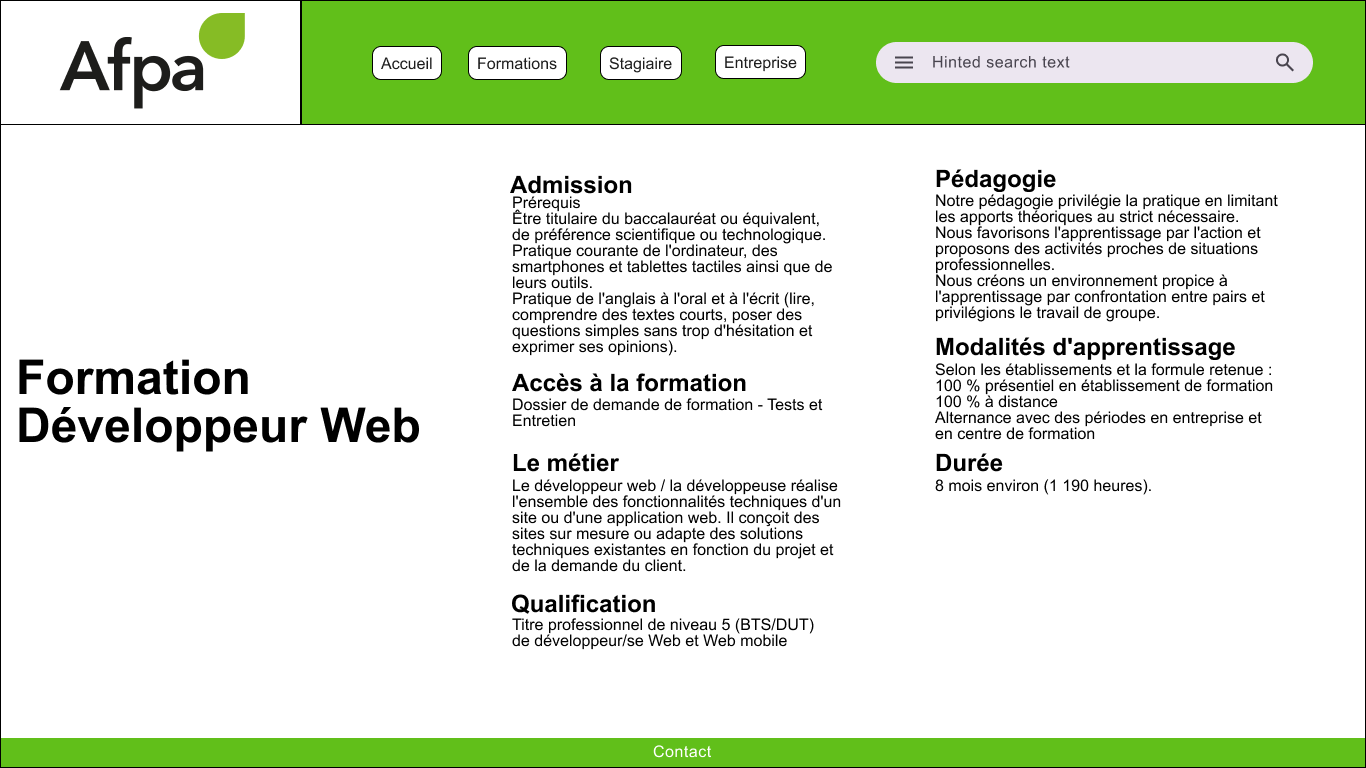 Afpa
Accueil
Formations
Stagiaire
Entreprise
Hinted search text
Formation
Développeur Web
Admission
Prérequis
Être titulaire du baccalauréat ou équivalent,
de préférence scientifique ou technologique.
Pratique courante de l'ordinateur, des
smartphones et tablettes tactiles ainsi que de
leurs outils.
Pratique de l'anglais à l'oral et à l'écrit (lire,
comprendre des textes courts, poser des
questions simples sans trop d'hésitation et
exprimer ses opinions).
Accès à la formation
Dossier de demande de formation - Tests et
Entretien
Le métier
Le développeur web / la développeuse réalise
l'ensemble des fonctionnalités techniques d'un
site ou d'une application web. Il conçoit des
sites sur mesure ou adapte des solutions
techniques existantes en fonction du projet et
de la demande du client.
Qualification
Titre professionnel de niveau 5 (BTS/DUT)
de développeur/se Web et Web mobile
Pédagogie
Notre pédagogie privilégie la pratique en limitant
les apports théoriques au strict nécessaire.
Nous favorisons l'apprentissage par l'action et
proposons des activités proches de situations
professionnelles.
Nous créons un environnement propice à
l'apprentissage par confrontation entre pairs et
privilégions le travail de groupe.
Modalités d'apprentissage
Selon les établissements et la formule retenue :
100 % présentiel en établissement de formation
100 % à distance
Alternance avec des périodes en entreprise et
en centre de formation
Durée
8 mois environ (1 190 heures).
Contact